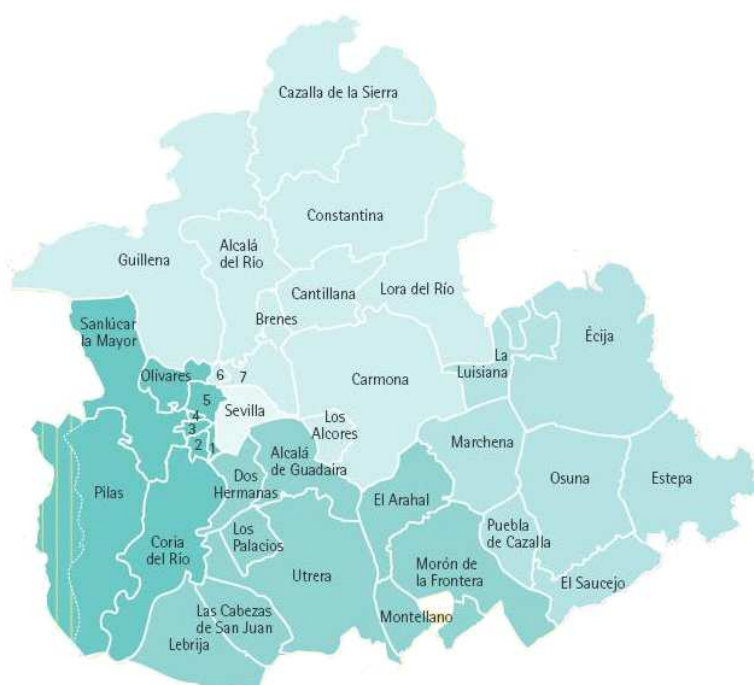 Cazalla de la Sierra
Constantina
Guillena
Alcalá
del Río
Cantillana
Lora del Río
Brenes
Sanlúcar
la Mayor
Écija
La
Luisiana
Olivares
6
7
Carmona
5
Sevilla
4
3
2
1
Los
Alcores
Marchena
Alcalá
de Guadaira
Dos
Hermanas
El Arahal
Osuna
Estepa
Pilas
Puebla
de Cazalla
Coria
del Río
Los
Palacios
Utrera
Morón de
la Frontera
El Saucejo
Las Cabezas
de San Juan
Montellano
Lebrija